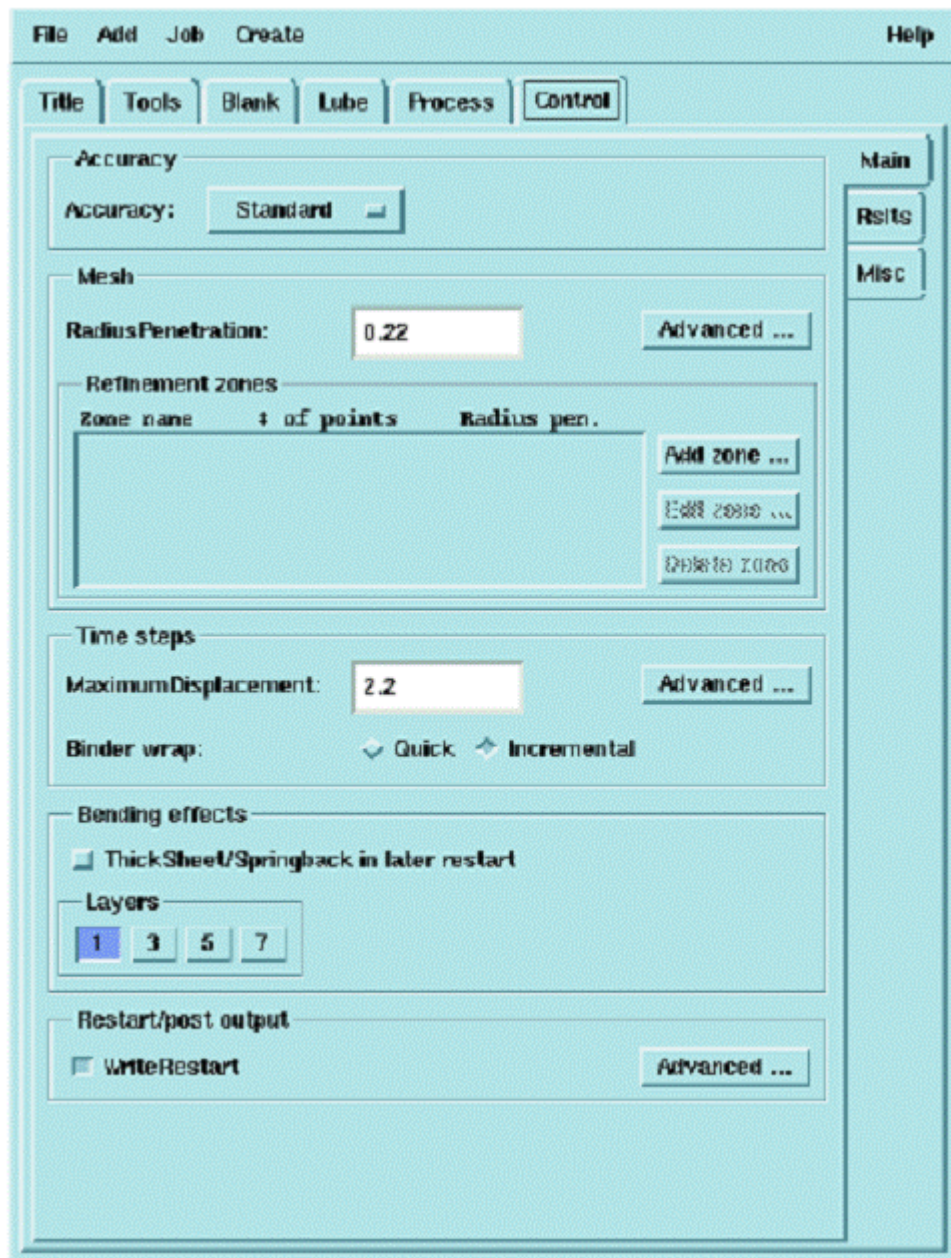 File Add Job Create Help
Title Tools Blank Lube Process Control
Main
Rslts
Misc
Accuracy
Accuracy: Standard
Mesh
RadiusPenetration: 0.22 Advanced ...
Refinement zones
Zone name # of points Radius pen.
Add zone ...
Edit zone ...
Delete zone
Time steps
MaximumDisplacement: 2.2 Advanced ...
Binder wrap: Quick Incremental
Bending effects
ThickSheet/Springback in later restart
Layers
1 3 5 7
Restart/post output
WriteRestart Advanced ...